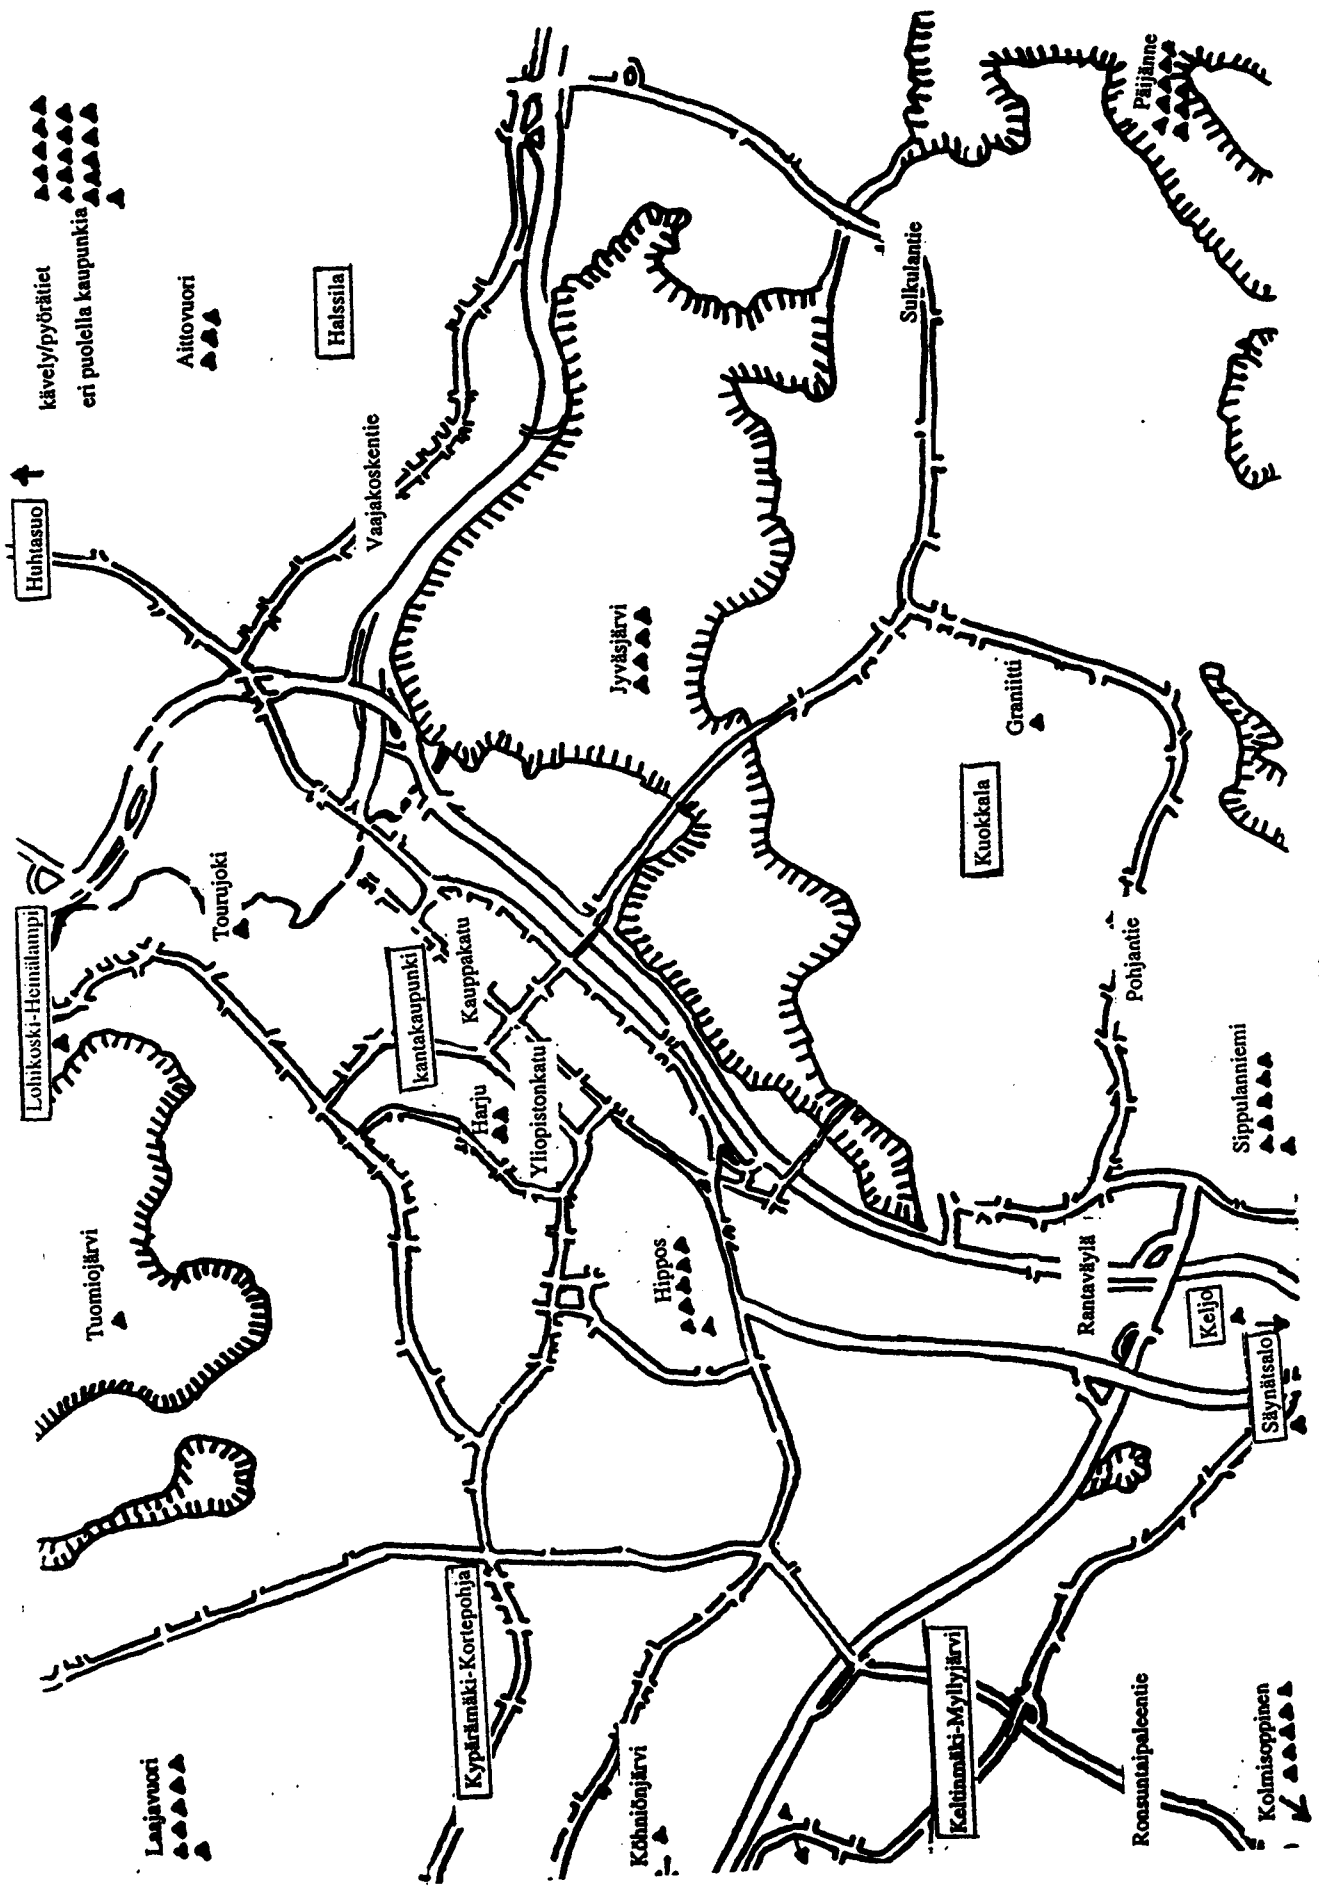 Laajavuori
Tuomiojärvi
Lohikoski-Heinälampi
Huhtasuo
kävely/pyörätiet
eri puolella kaupunkia
Aittovuori
Halssila
Tourujoki
Vaajakoskentie
kantakaupunki
Kauppakatu
Harju
Yliopistonkatu
Kypärämäki-Kortepohja
Köhniönjärvi
Hippos
Jyväsjärvi
Keltinmäki-Myllyjärvi
Kuokkala
Graniitti
Sulkulantie
Rantaväylä
Pohjantie
Päijänne
Ronsuntaipaleentie
Keljo
Säynätsalo
Sippulanniemi
Kolmisoppinen